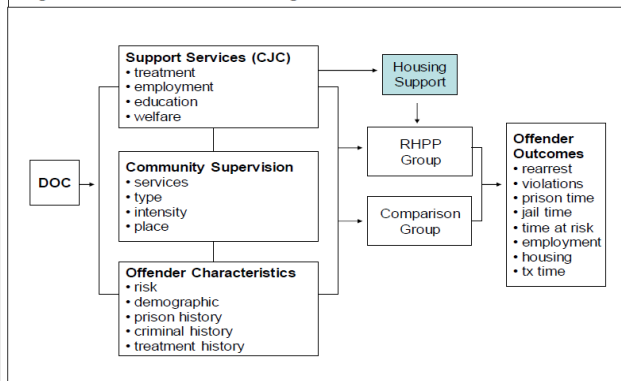 Support Services (CJC)
• treatment
• employment
• education
• welfare
Housing
Support
DOC
Community Supervision
• services
• type
• intensity
• place
RHPP
Group
Comparison
Group
Offender
Outcomes
• rearrest
• violations
• prison time
• jail time
• time at risk
• employment
• housing
• tx time
Offender Characteristics
• risk
• demographic
• prison history
• criminal history
• treatment history